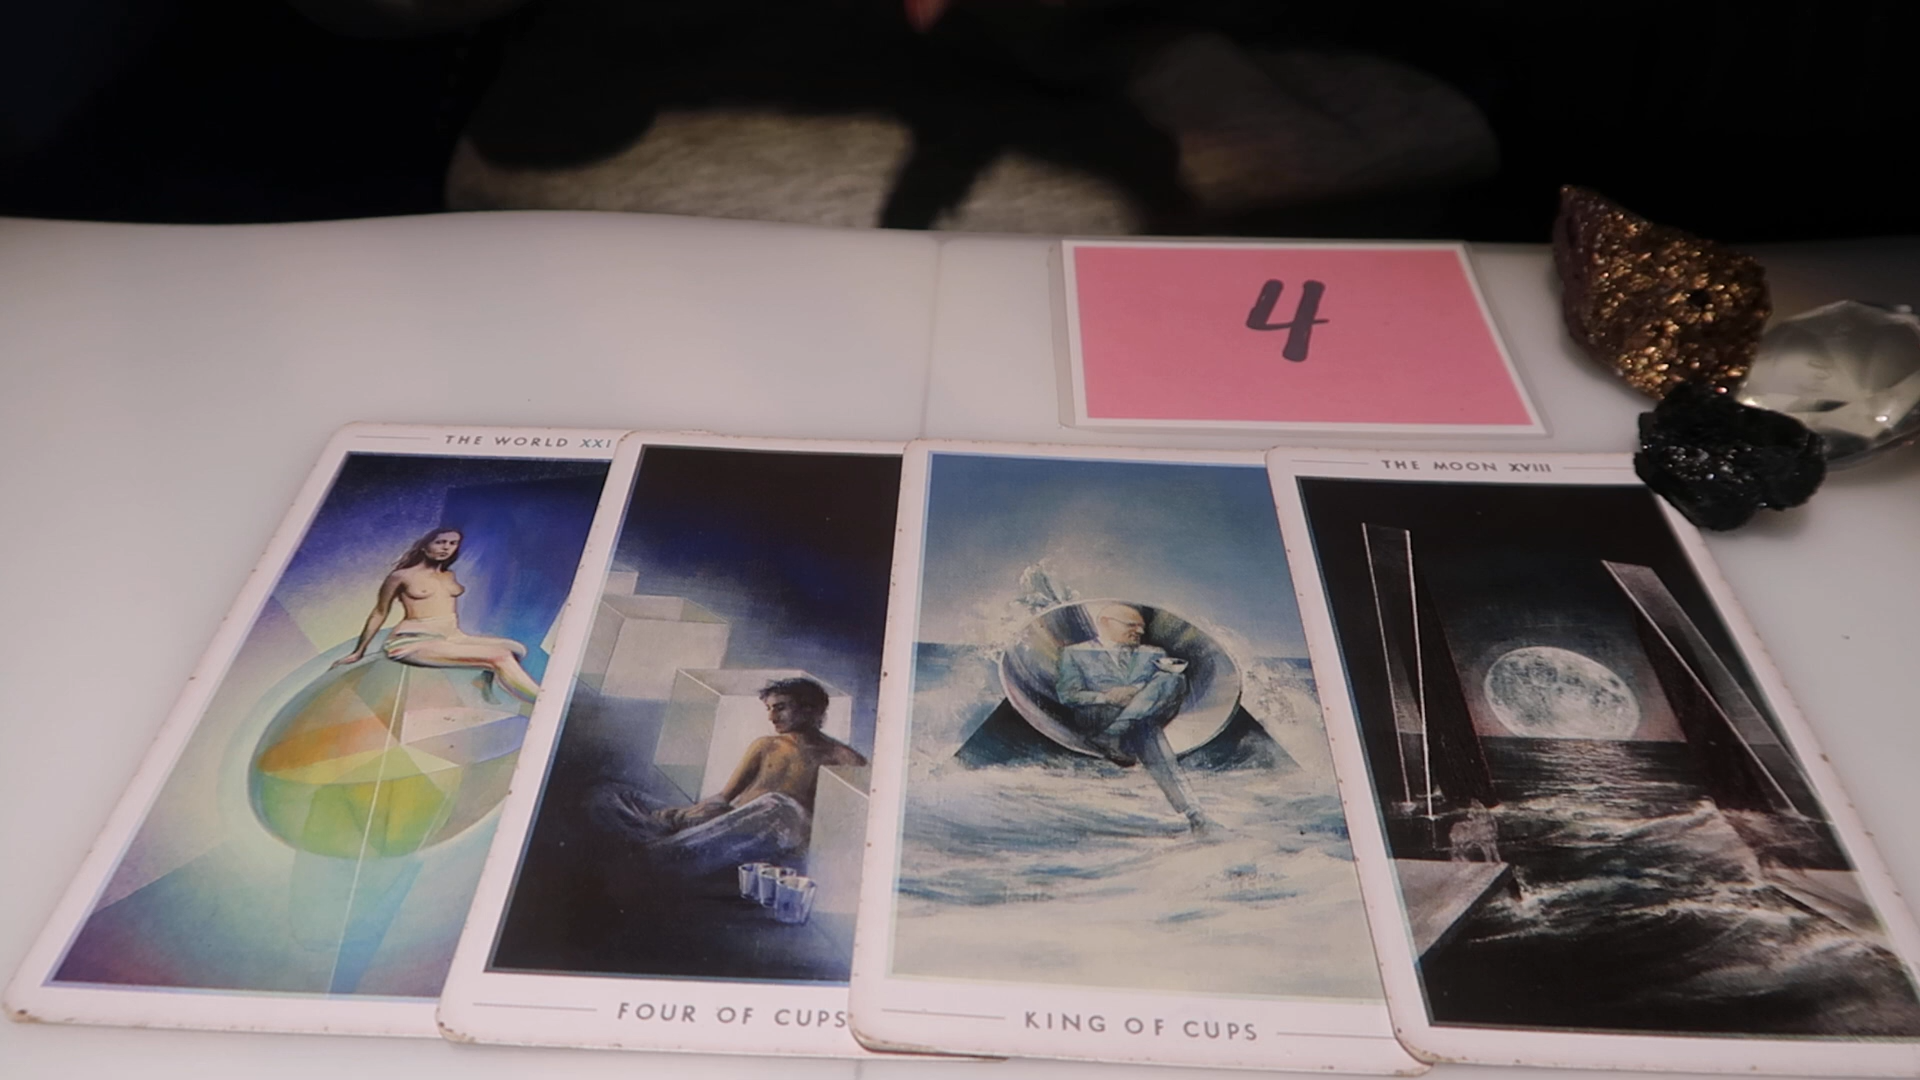 4
THE WORLD XXI
THE MOON XVIII
FOUR OF CUPS
KING OF CUPS